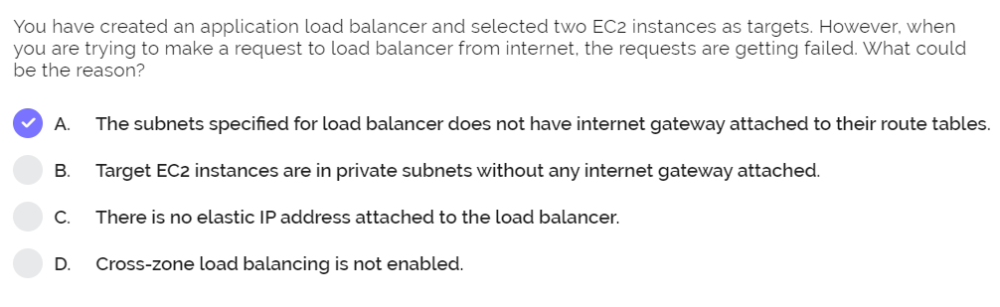 You have created an application load balancer and selected two EC2 instances as targets. However, when
you are trying to make a request to load balancer from internet, the requests are getting failed. What could
be the reason?
A. The subnets specified for load balancer does not have internet gateway attached to their route tables.
B. Target EC2 instances are in private subnets without any internet gateway attached.
C. There is no elastic IP address attached to the load balancer.
D. Cross-zone load balancing is not enabled.